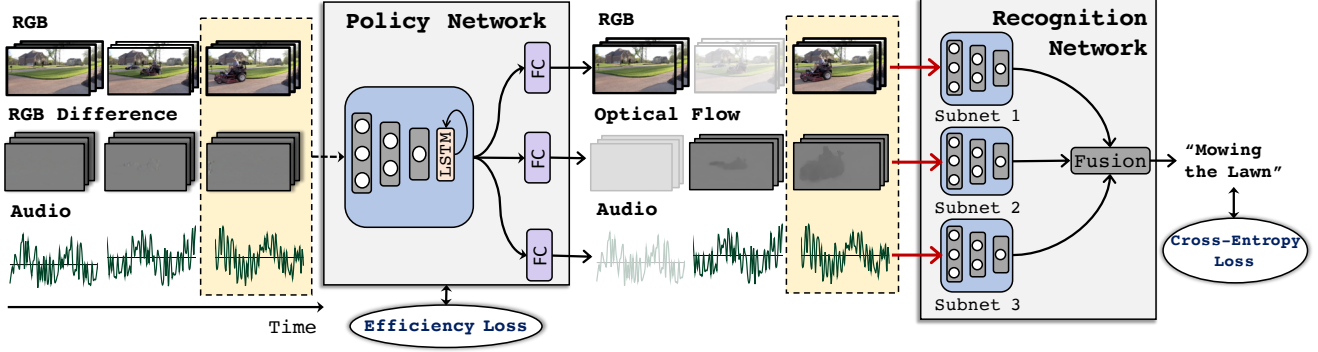 RGB
RGB Difference
Audio
Time
Policy Network
LSTM
FC
FC
FC
Efficiency Loss
RGB
Optical Flow
Audio
Recognition
Network
Subnet 1
Subnet 2
Subnet 3
Fusion
“Mowing
the Lawn”
Cross-Entropy
Loss